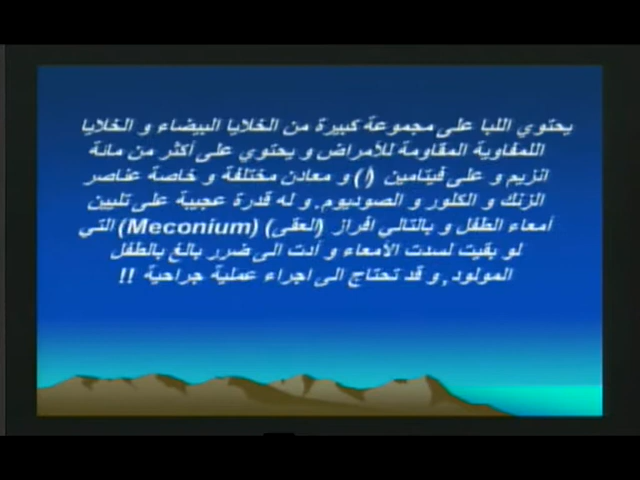 يحتوي اللبا على مجموعة كبيرة من الخلايا البيضاء و الخلايا
اللمفاوية المقاومة للأمراض و يحتوي على أكثر من مائة
انزيم و على فيتامين (أ) و معادن مختلفة و خاصة عناصر
الزنك و الكلور و الصوديوم. و له قدرة عجيبة على تليين
أمعاء الطفل و بالتالي افراز (العقى) (Meconium) التي
لو بقيت لسدت الأمعاء و أدت الى ضرر بالغ بالطفل
المولود , و قد تحتاج الى اجراء عملية جراحية !!